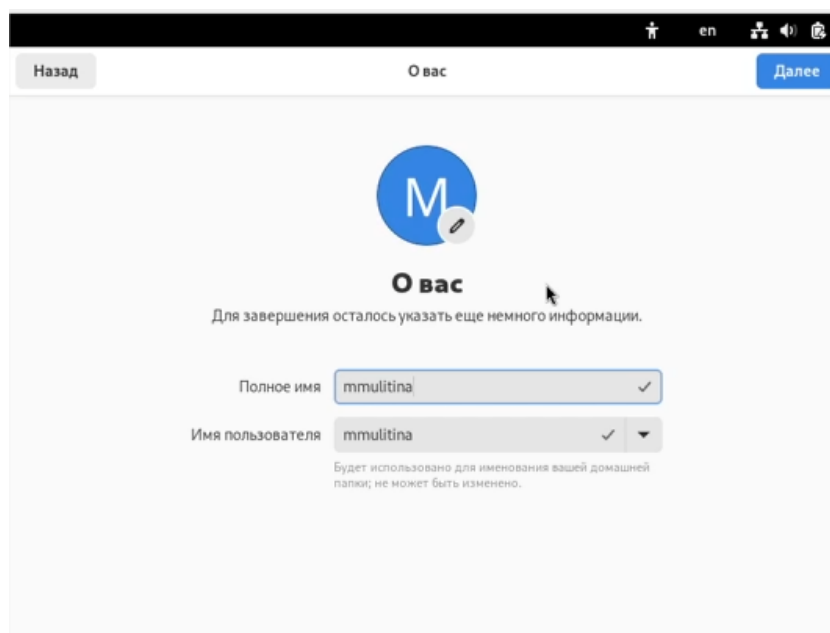 en
Назад
О вас
Далее
M
О вас
Для завершения осталось указать еще немного информации.
Полное имя
mmulitina
Имя пользователя
mmulitina
Будет использовано для именования вашей домашней
папки; не может быть изменено.